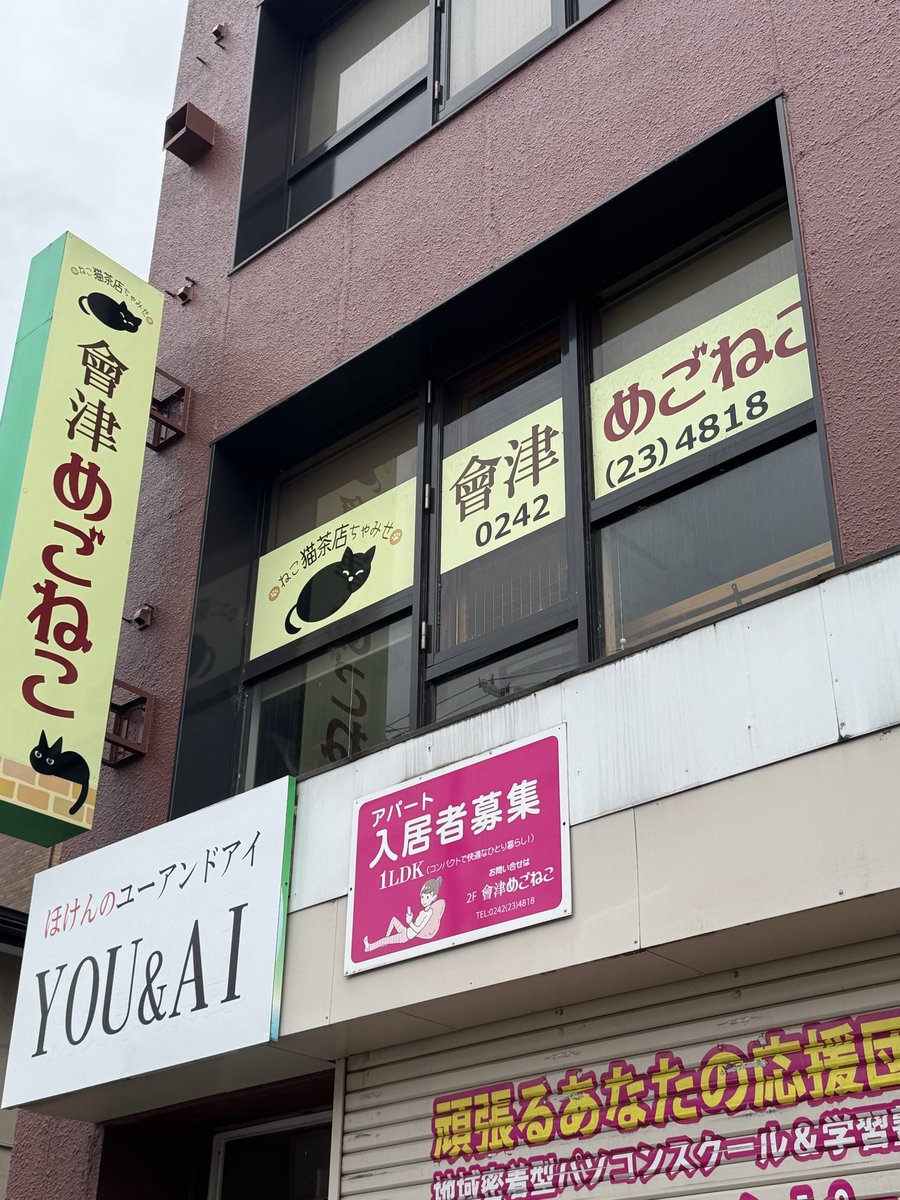 ねこ猫茶店ちゃみせ
會津めごねこ
ねこ猫茶店ちゃみせ
會津めごねこ
0242(23)4818
アパート
入居者募集
1LDK(コンパクトで快適なひとり暮らし!)
お問い合せは
2F 會津めごねこ
TEL:0242(23)4818
ほけんのユーアンドアイ
YOU&AI
頑張るあなたの応援団
地域密着型パソコンスクール&学習